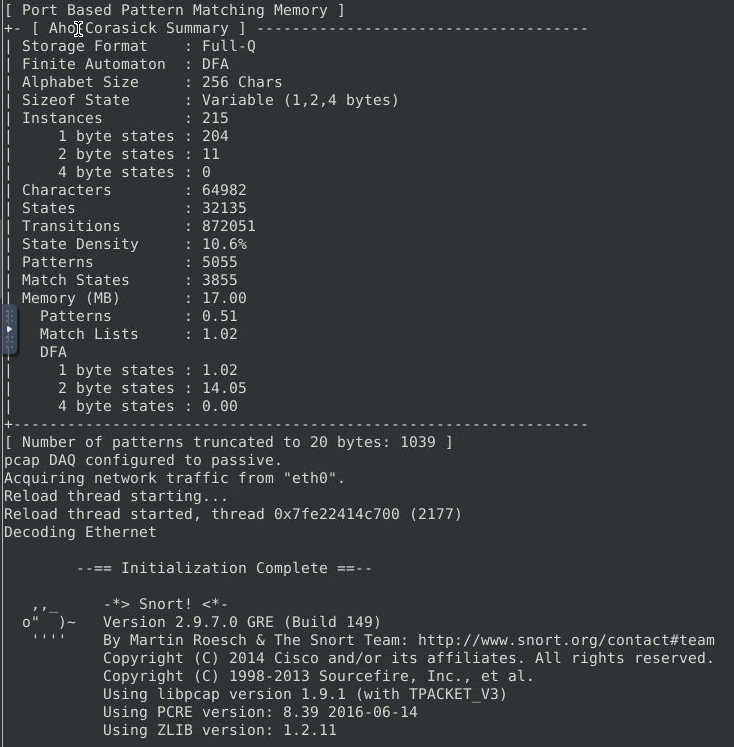 [ Port Based Pattern Matching Memory ]
+- [ Aho-Corasick Summary ] -------------------------------------
| Storage Format    : Full-Q
| Finite Automaton  : DFA
| Alphabet Size     : 256 Chars
| Sizeof State      : Variable (1,2,4 bytes)
| Instances         : 215
|     1 byte states : 204
|     2 byte states : 11
|     4 byte states : 0
| Characters        : 64982
| States            : 32135
| Transitions       : 872051
| State Density     : 10.6%
| Patterns          : 5055
| Match States      : 3855
| Memory (MB)       : 17.00
|   Patterns        : 0.51
|   Match Lists     : 1.02
|   DFA
|     1 byte states : 1.02
|     2 byte states : 14.05
|     4 byte states : 0.00
+----------------------------------------------------------------
[ Number of patterns truncated to 20 bytes: 1039 ]
pcap DAQ configured to passive.
Acquiring network traffic from "eth0".
Reload thread starting...
Reload thread started, thread 0x7fe22414c700 (2177)
Decoding Ethernet

        --== Initialization Complete ==--

   ,,_     -*> Snort! <*-
  o"  )~   Version 2.9.7.0 GRE (Build 149)
   ''''    By Martin Roesch & The Snort Team: http://www.snort.org/contact#team
           Copyright (C) 2014 Cisco and/or its affiliates. All rights reserved.
           Copyright (C) 1998-2013 Sourcefire, Inc., et al.
           Using libpcap version 1.9.1 (with TPACKET_V3)
           Using PCRE version: 8.39 2016-06-14
           Using ZLIB version: 1.2.11